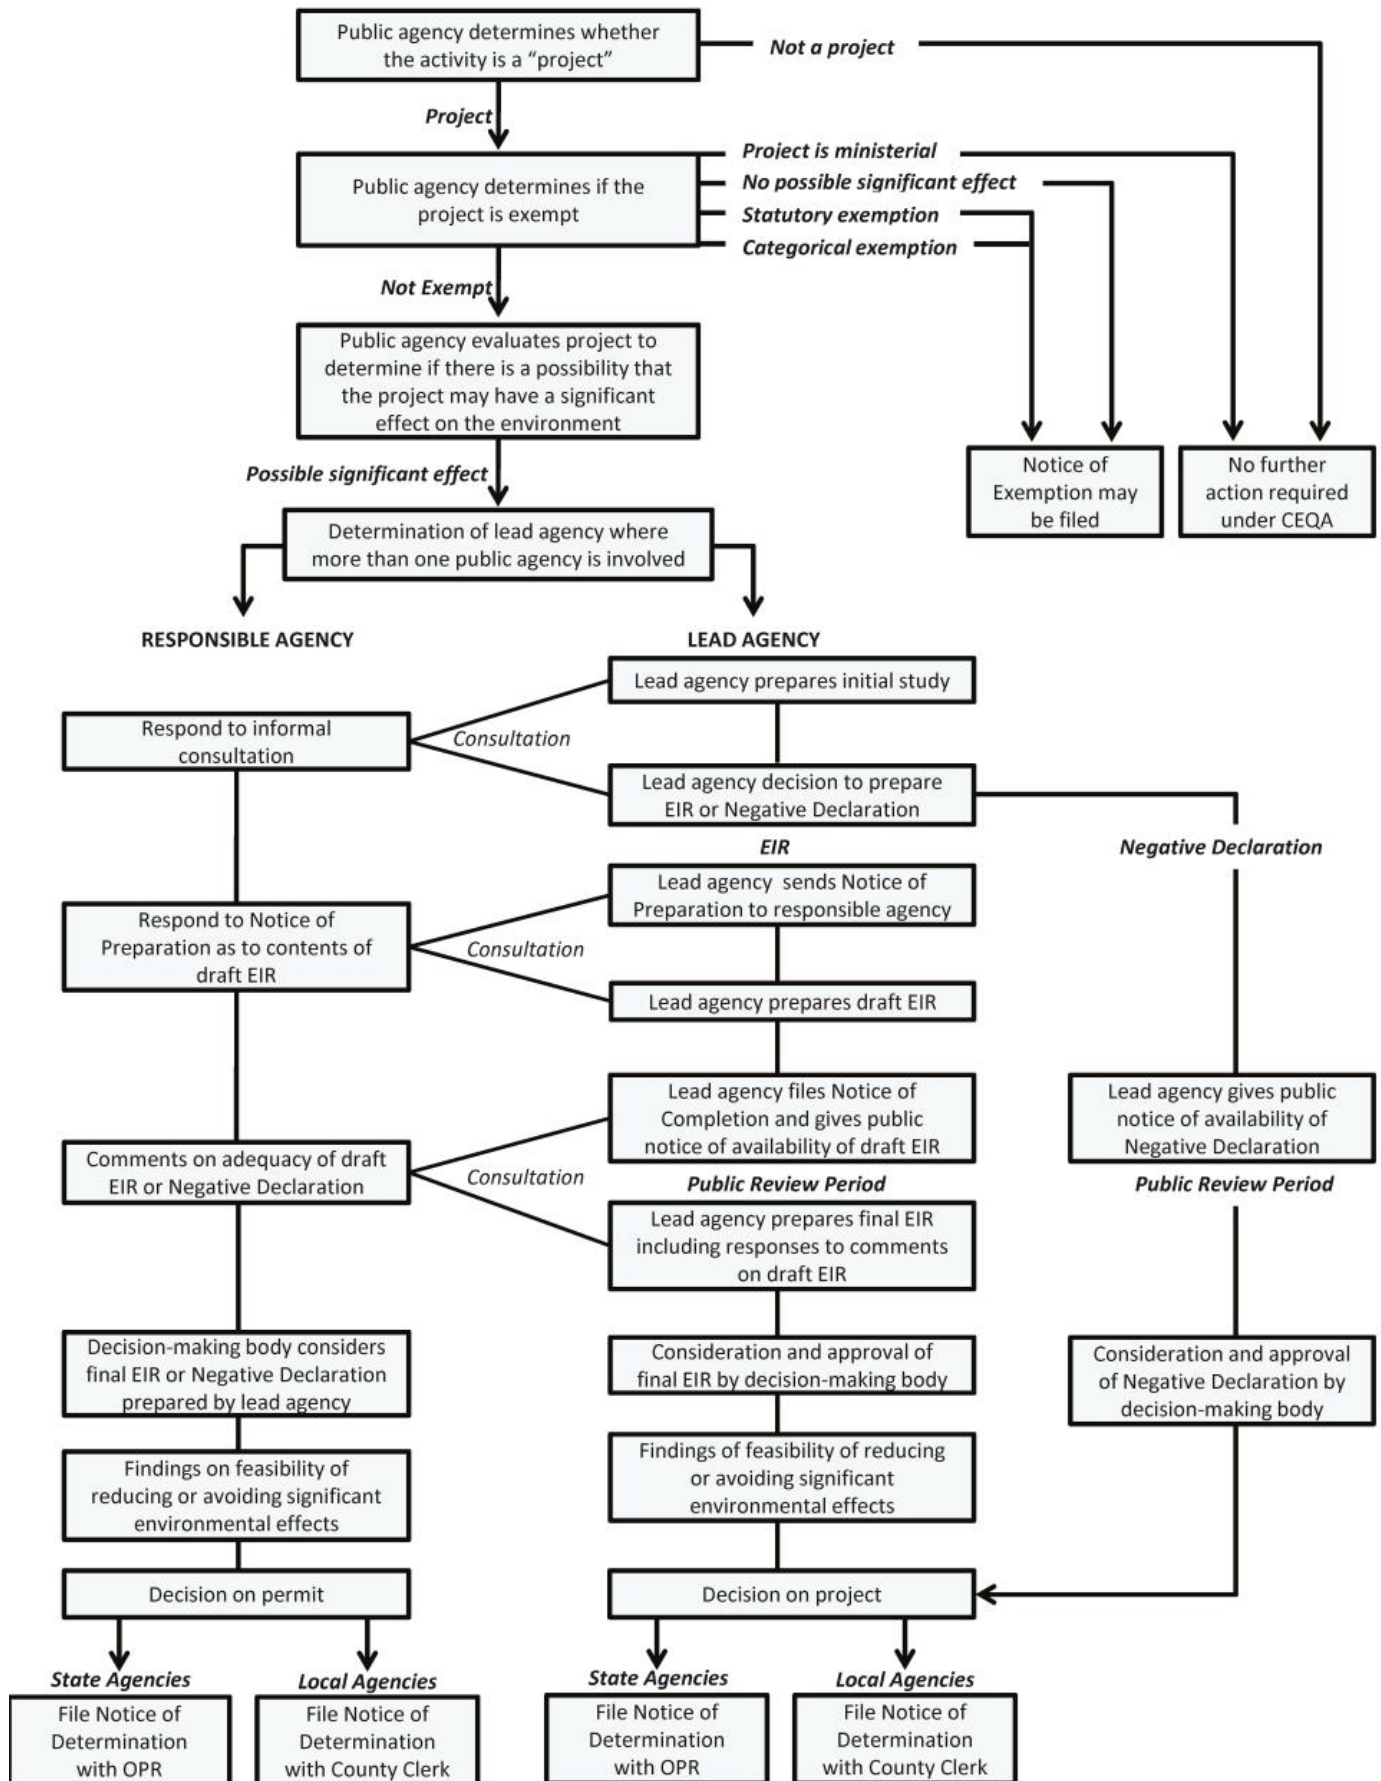 Public agency determines whether
the activity is a “project”
Not a project
Project
Public agency determines if the
project is exempt
Project is ministerial
No possible significant effect
Statutory exemption
Categorical exemption
Not Exempt
Public agency evaluates project to
determine if there is a possibility that
the project may have a significant
effect on the environment
Notice of
Exemption may
be filed
No further
action required
under CEQA
Possible significant effect
Determination of lead agency where
more than one public agency is involved
RESPONSIBLE AGENCY
LEAD AGENCY
Lead agency prepares initial study
Respond to informal
consultation
Consultation
Lead agency decision to prepare
EIR or Negative Declaration
EIR
Negative Declaration
Lead agency sends Notice of
Preparation to responsible agency
Respond to Notice of
Preparation as to contents of
draft EIR
Consultation
Lead agency prepares draft EIR
Lead agency files Notice of
Completion and gives public
notice of availability of draft EIR
Lead agency gives public
notice of availability of
Negative Declaration
Comments on adequacy of draft
EIR or Negative Declaration
Consultation
Public Review Period
Public Review Period
Lead agency prepares final EIR
including responses to comments
on draft EIR
Decision-making body considers
final EIR or Negative Declaration
prepared by lead agency
Consideration and approval of
final EIR by decision-making body
Consideration and approval
of Negative Declaration by
decision-making body
Findings on feasibility of
reducing or avoiding significant
environmental effects
Findings of feasibility of reducing
or avoiding significant
environmental effects
Decision on permit
Decision on project
State Agencies
Local Agencies
State Agencies
Local Agencies
File Notice of
Determination
with OPR
File Notice of
Determination
with County Clerk
File Notice of
Determination
with OPR
File Notice of
Determination
with County Clerk